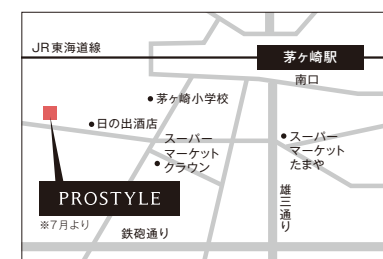 JR東海道線
茅ヶ崎駅
南口
茅ヶ崎小学校
日の出酒店
スーパー
マーケット
クラウン
スーパー
マーケット
たまや
PROSTYLE
※7月より
雄三通り
鉄砲通り